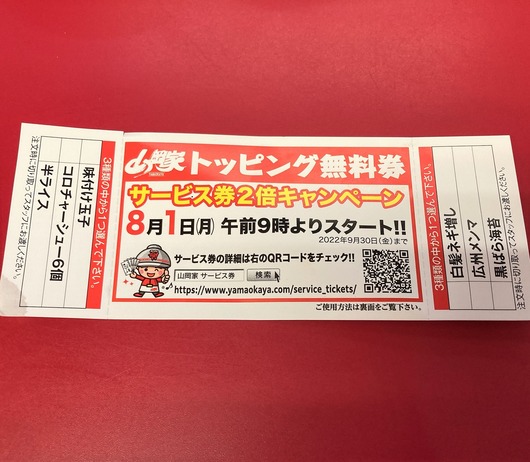 山岡家 トッピング無料券
サービス券2倍キャンペーン
8月1日(月) 午前9時よりスタート!!
2022年9月30日(金)まで
サービス券の詳細は右のQRコードをチェック!!
山岡家 サービス券 検索
https://www.yamaokaya.com/service_tickets/
ご使用方法は裏面をご覧下さい。
3種類の中から1つ選んで下さい。
味付け玉子
コロチャーシュー6個
半ライス
注文時に切り取ってスタッフにお渡しください。
3種類の中から1つ選んで下さい。
白髪ネギ増し
広州メンマ
黒ばら海苔
注文時に切り取ってスタッフにお渡しください。